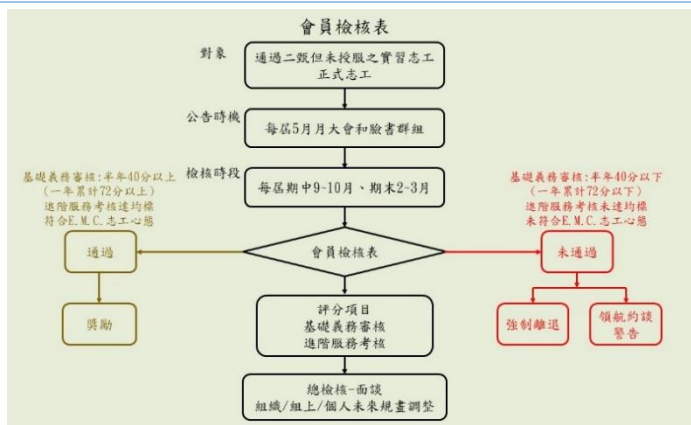 會員檢核表
對象
通過二甄但未授服之實習志工
正式志工
公告時機
每屆5月月大會和臉書群組
檢核時段
每屆期中9~10月、期末2~3月
基礎義務審核:半年40分以上
(一年累計72分以上)
進階服務考核達均標
符合E.M.C.志工心態
基礎義務審核:半年40分以下
(一年累計72分以下)
進階服務考核未達均標
未符合E.M.C.志工心態
通過
會員檢核表
未通過
獎勵
評分項目
基礎義務審核
進階服務考核
強制離退
領航約談
警告
總檢核-面談
組織/組上/個人未來規畫調整